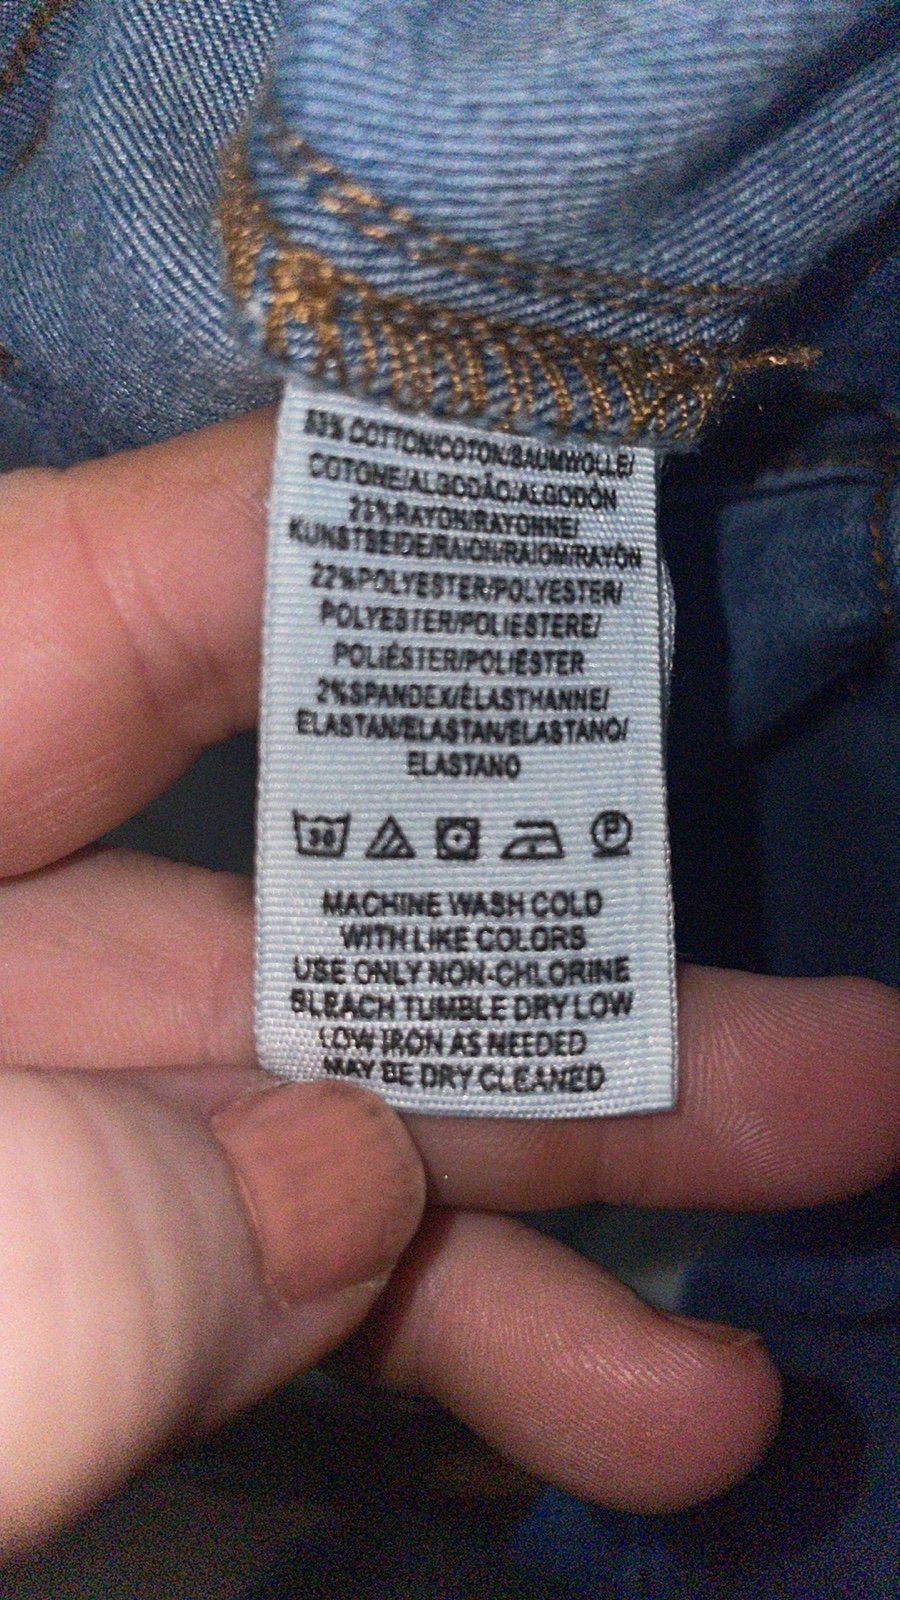 53% COTTON/COTON/BAUMWOLLE/
COTONE/ALGODÃO/ALGODÓN
23%RAYON/RAYONNE/
KUNSTSEIDE/RAION/RAIOM/RAYÓN
22%POLYESTER/POLYESTER/
POLYESTER/POLIESTERE/
POLIÉSTER/POLIÉSTER
2%SPANDEX/ÉLASTHANNE/
ELASTAN/ELASTAN/ELASTANO/
ELASTANO
30 P
MACHINE WASH COLD
WITH LIKE COLORS
USE ONLY NON-CHLORINE
BLEACH TUMBLE DRY LOW
LOW IRON AS NEEDED
MAY BE DRY CLEANED